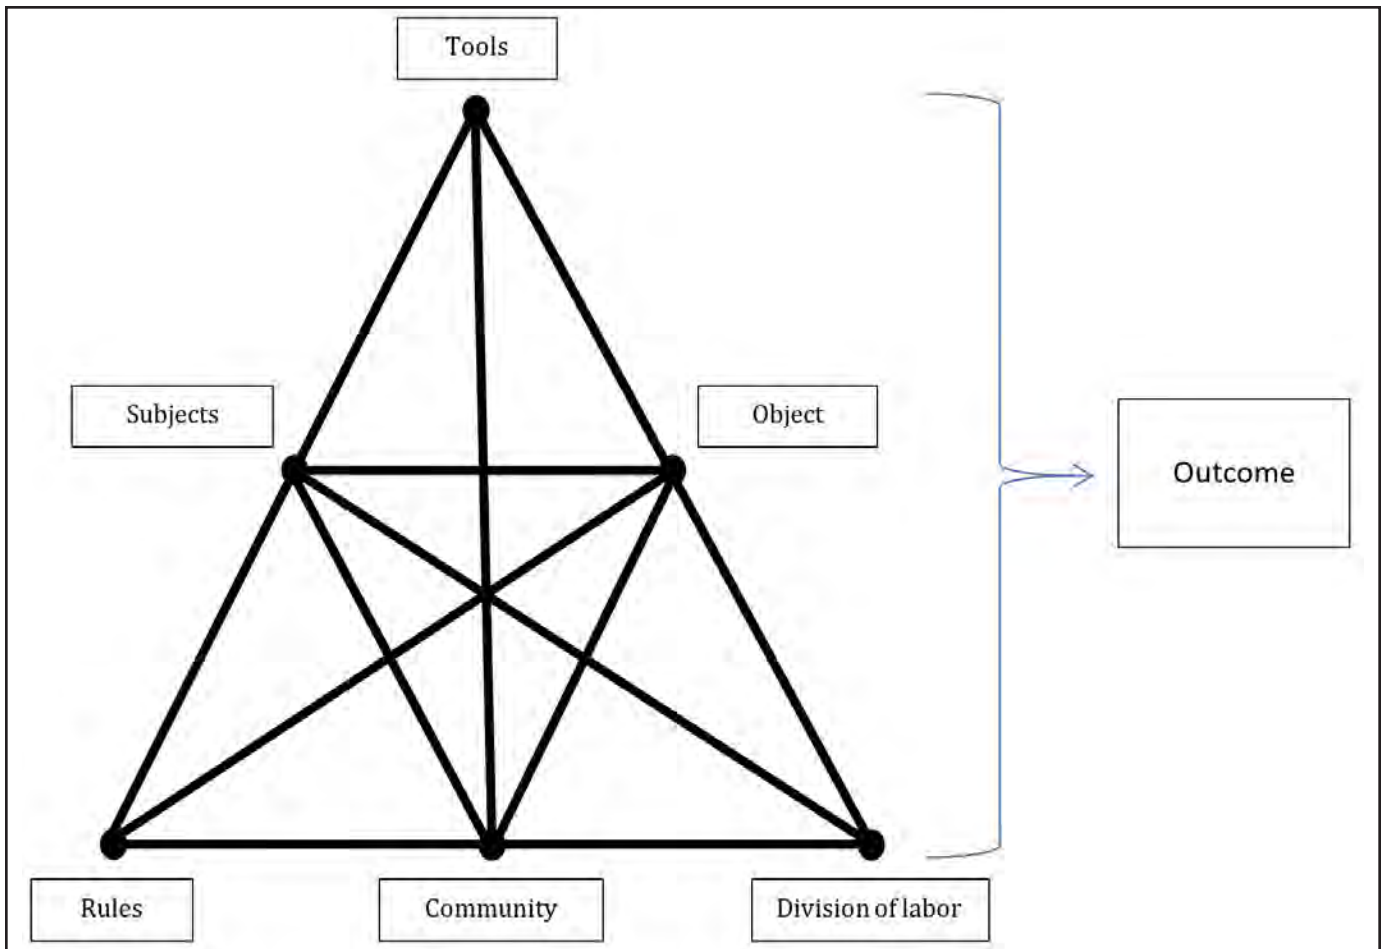 Tools
Subjects
Object
Outcome
Rules
Community
Division of labor